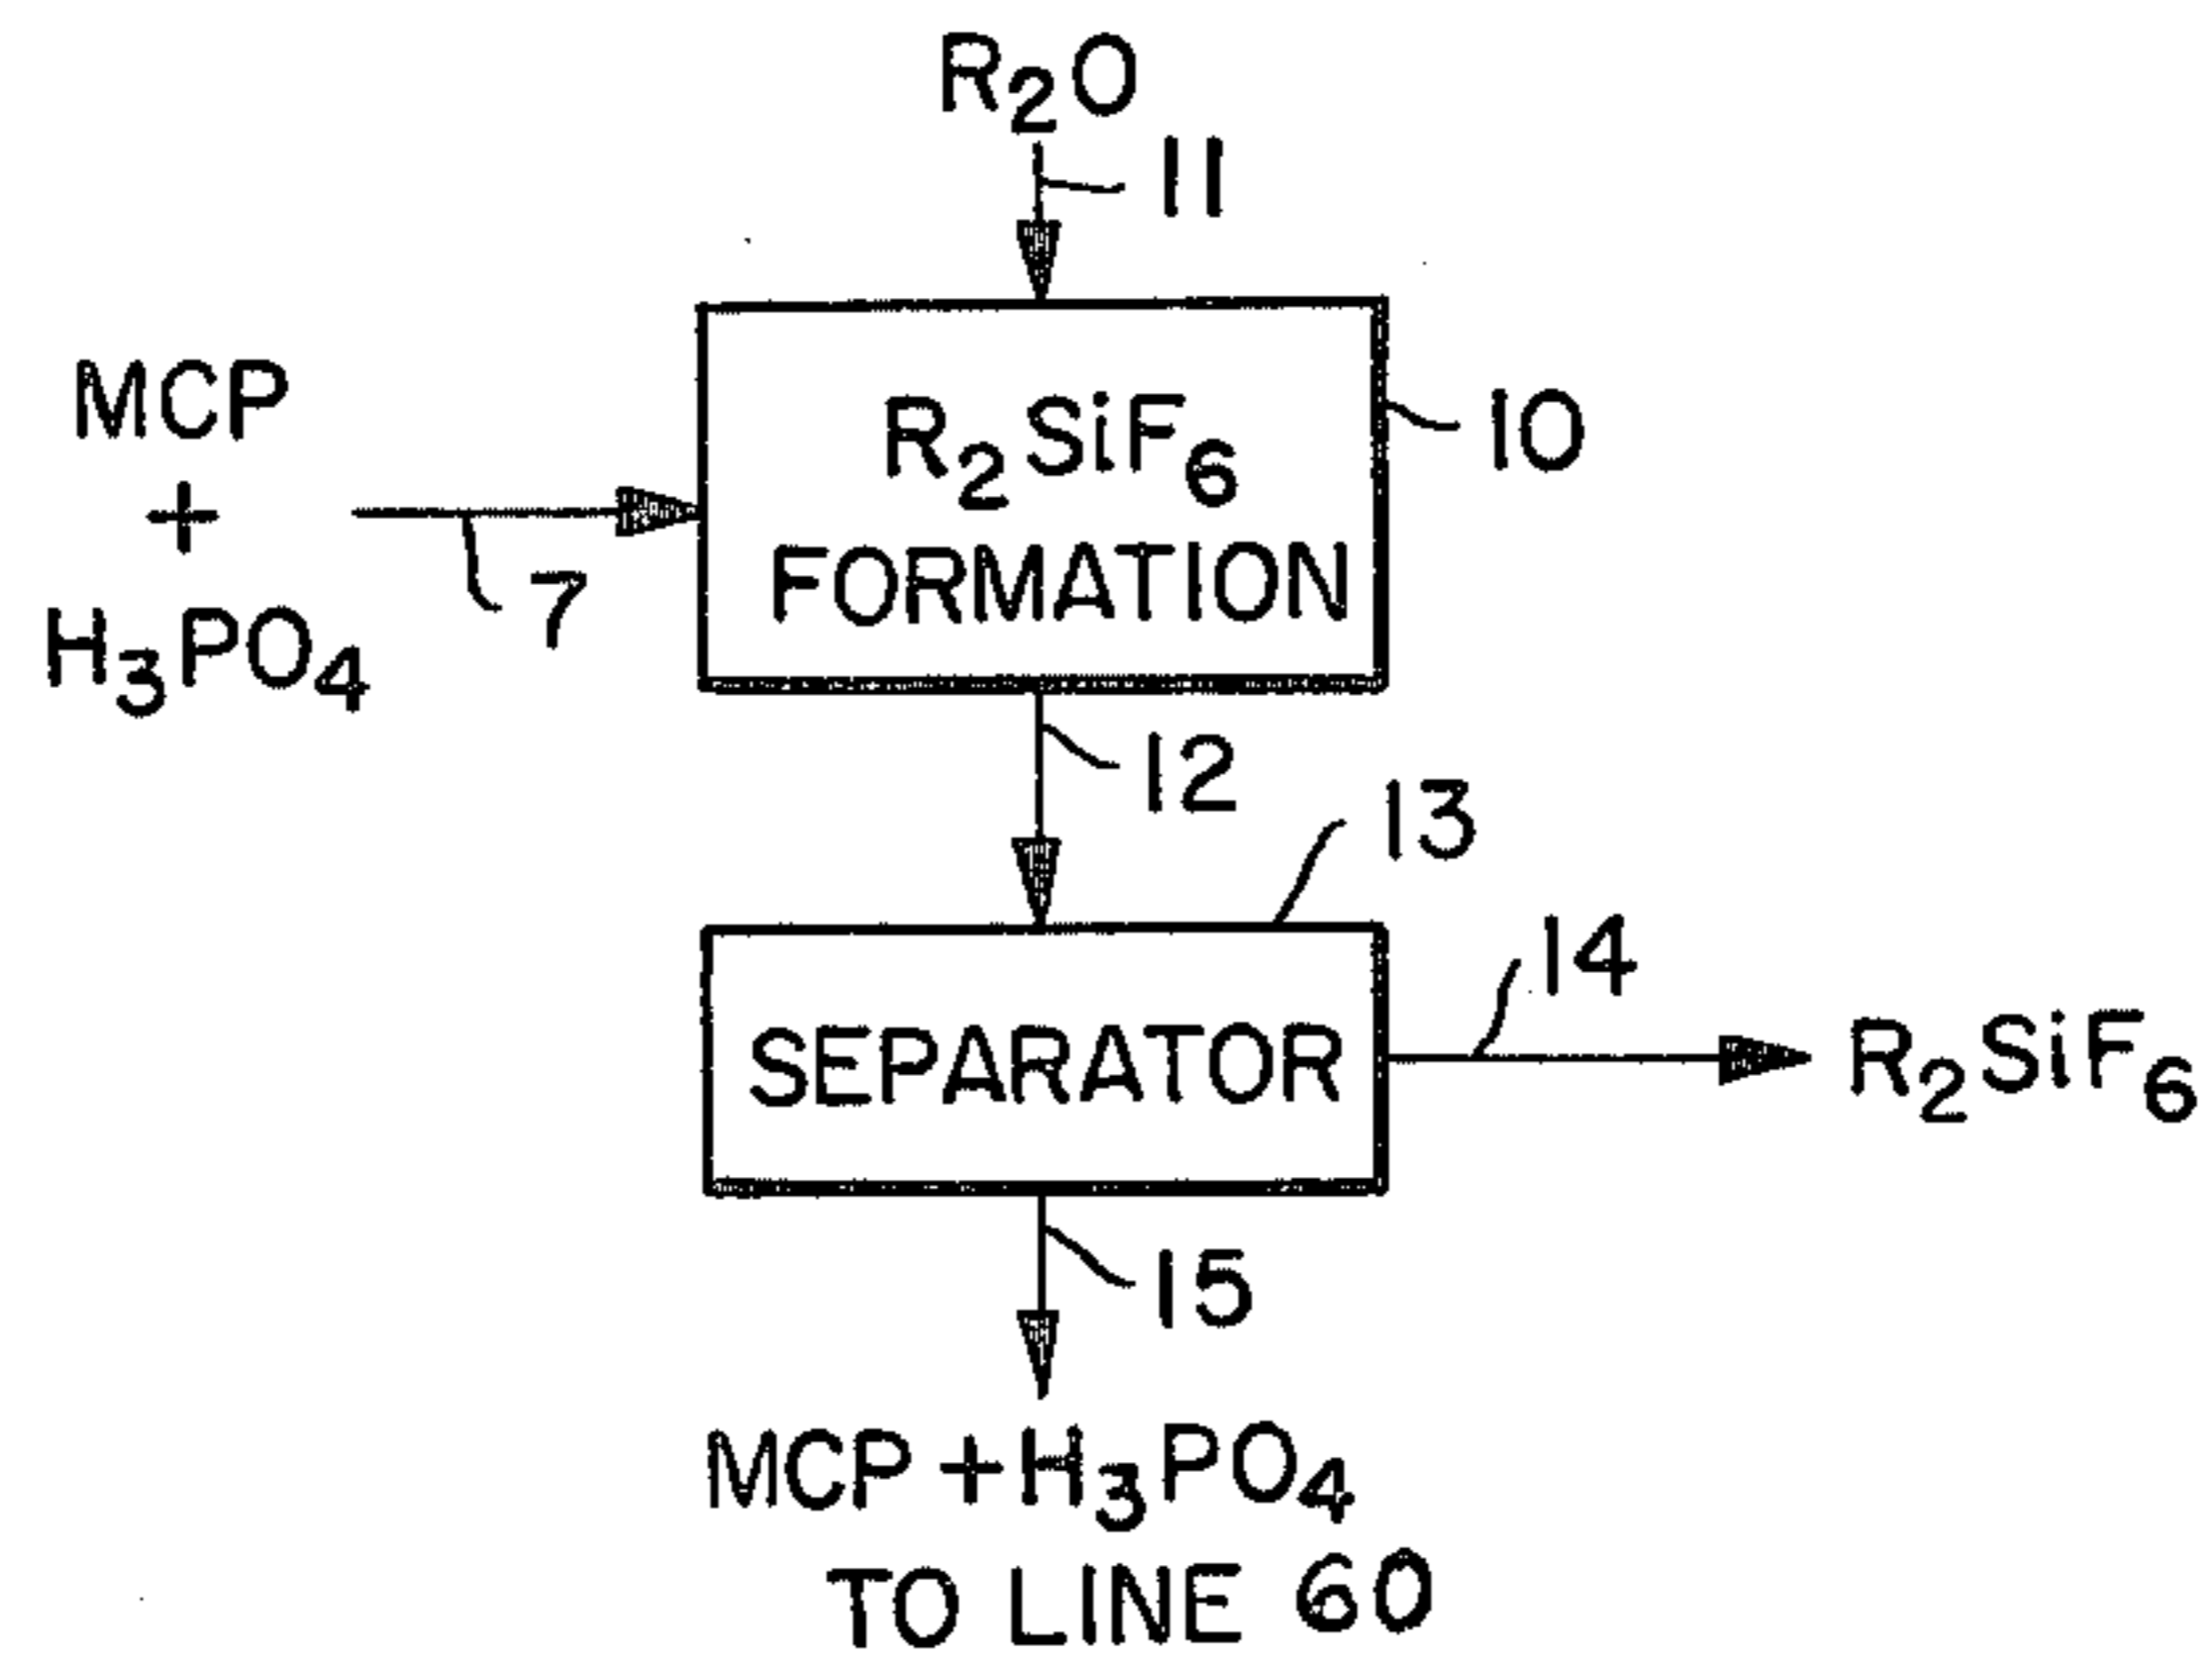 R₂O
11
MCP
+
H₃PO₄
7
R₂SiF₆
FORMATION
10
12
13
SEPARATOR
14
R₂SiF₆
15
MCP + H₃PO₄
TO LINE 60